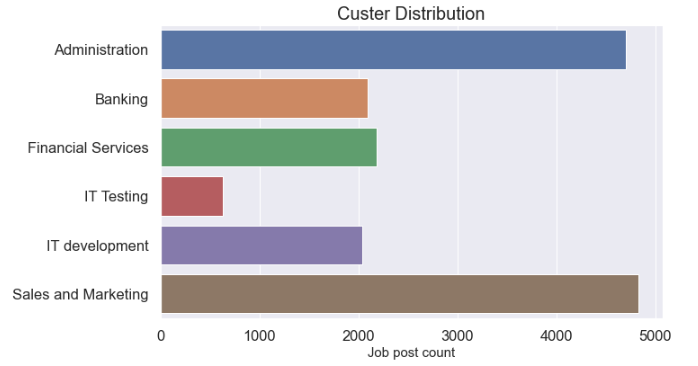 Custer Distribution
Administration
Banking
Financial Services
IT Testing
IT development
Sales and Marketing
0 1000 2000 3000 4000 5000
Job post count